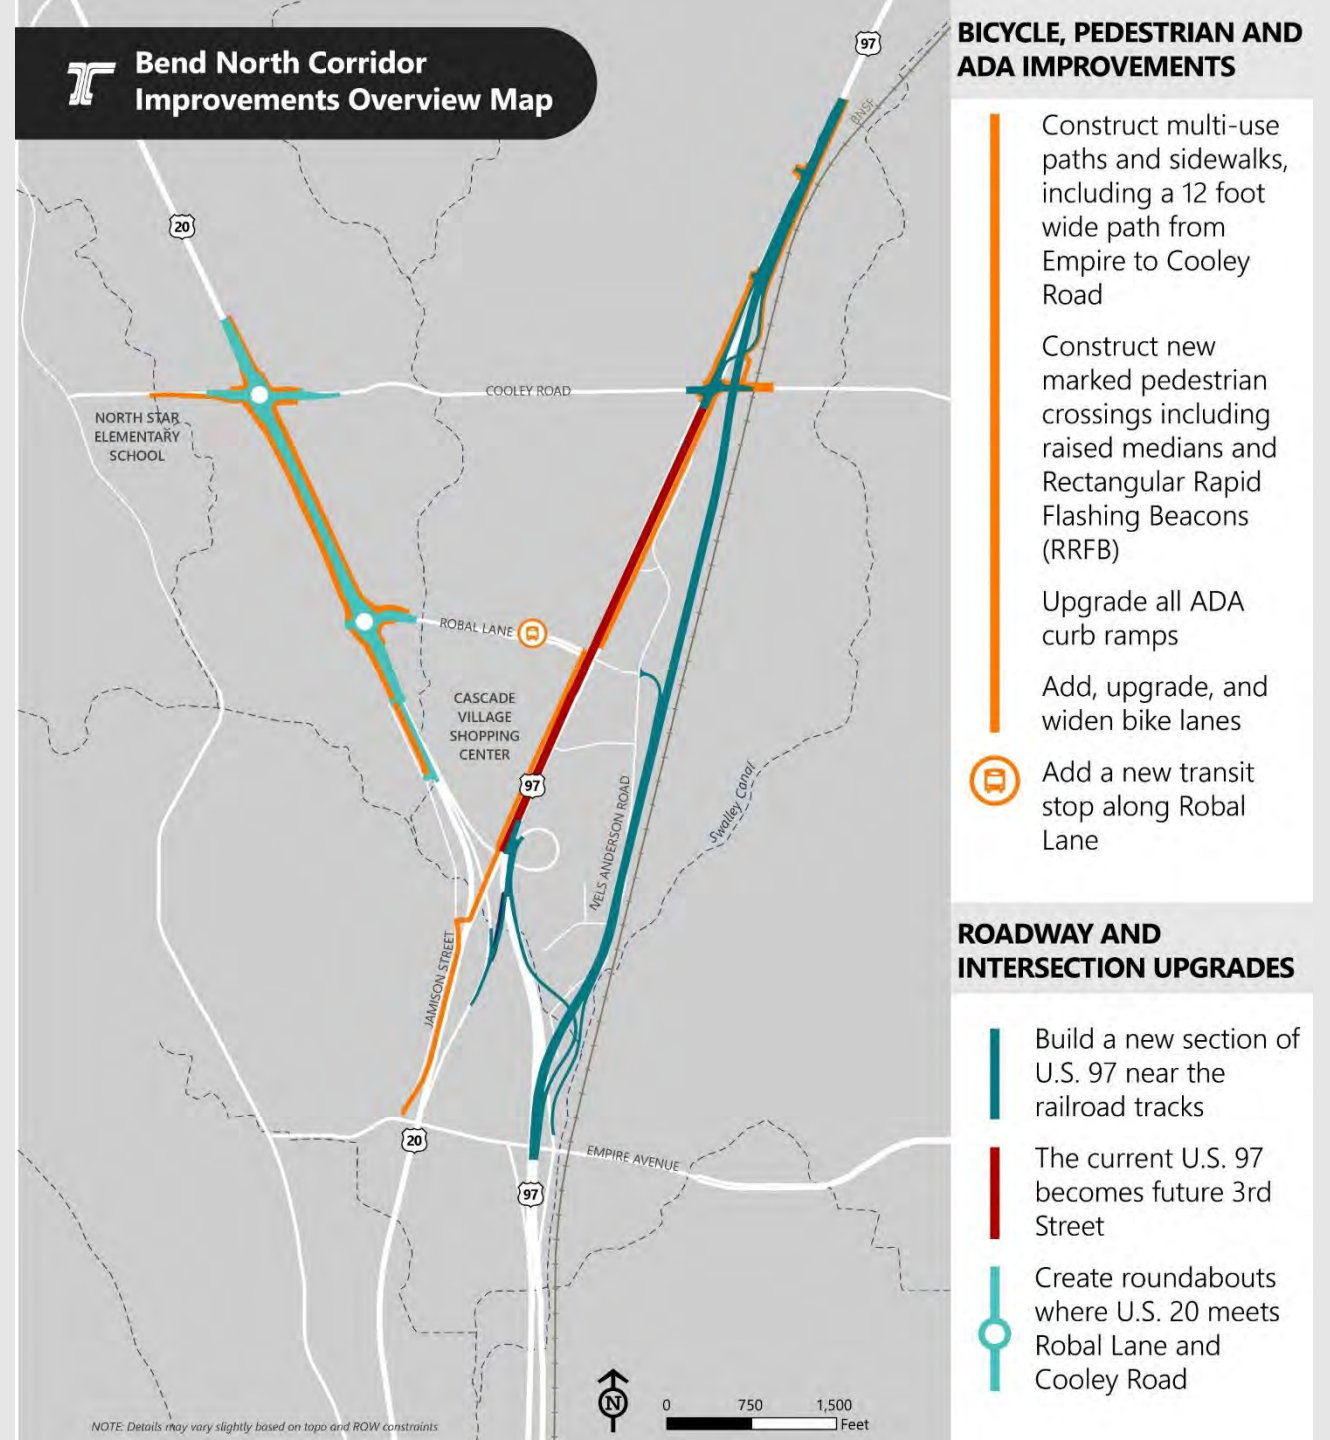 Bend North Corridor
Improvements Overview Map
97
BNSF
20
COOLEY ROAD
NORTH STAR
ELEMENTARY
SCHOOL
ROBAL LANE
CASCADE
VILLAGE
SHOPPING
CENTER
97
NELS ANDERSON ROAD
Swalley Canal
JAMISON STREET
20
EMPIRE AVENUE
97
N
0 750 1,500
Feet
NOTE: Details may vary slightly based on topo and ROW constraints
BICYCLE, PEDESTRIAN AND
ADA IMPROVEMENTS
Construct multi-use
paths and sidewalks,
including a 12 foot
wide path from
Empire to Cooley
Road
Construct new
marked pedestrian
crossings including
raised medians and
Rectangular Rapid
Flashing Beacons
(RRFB)
Upgrade all ADA
curb ramps
Add, upgrade, and
widen bike lanes
Add a new transit
stop along Robal
Lane
ROADWAY AND
INTERSECTION UPGRADES
Build a new section of
U.S. 97 near the
railroad tracks
The current U.S. 97
becomes future 3rd
Street
Create roundabouts
where U.S. 20 meets
Robal Lane and
Cooley Road